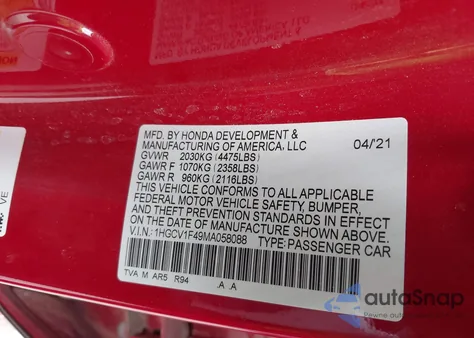 MFD. BY HONDA DEVELOPMENT &
MANUFACTURING OF AMERICA, LLC 04/'21
GVWR 2030KG (4475LBS)
GAWR F 1070KG (2358LBS)
GAWR R 960KG (2116LBS)
THIS VEHICLE CONFORMS TO ALL APPLICABLE
FEDERAL MOTOR VEHICLE SAFETY, BUMPER,
AND THEFT PREVENTION STANDARDS IN EFFECT
ON THE DATE OF MANUFACTURE SHOWN ABOVE.
V.I.N.: 1HGCV1F49MA058088 TYPE: PASSENGER CAR
TVA M AR5 R94 .A .A
VE
autoSnap